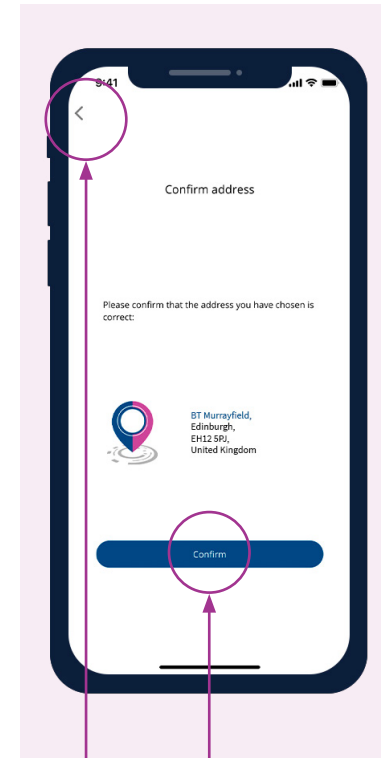 9:41
Confirm address
Please confirm that the address you have chosen is
correct:
BT Murrayfield,
Edinburgh,
EH12 5PJ,
United Kingdom
Confirm